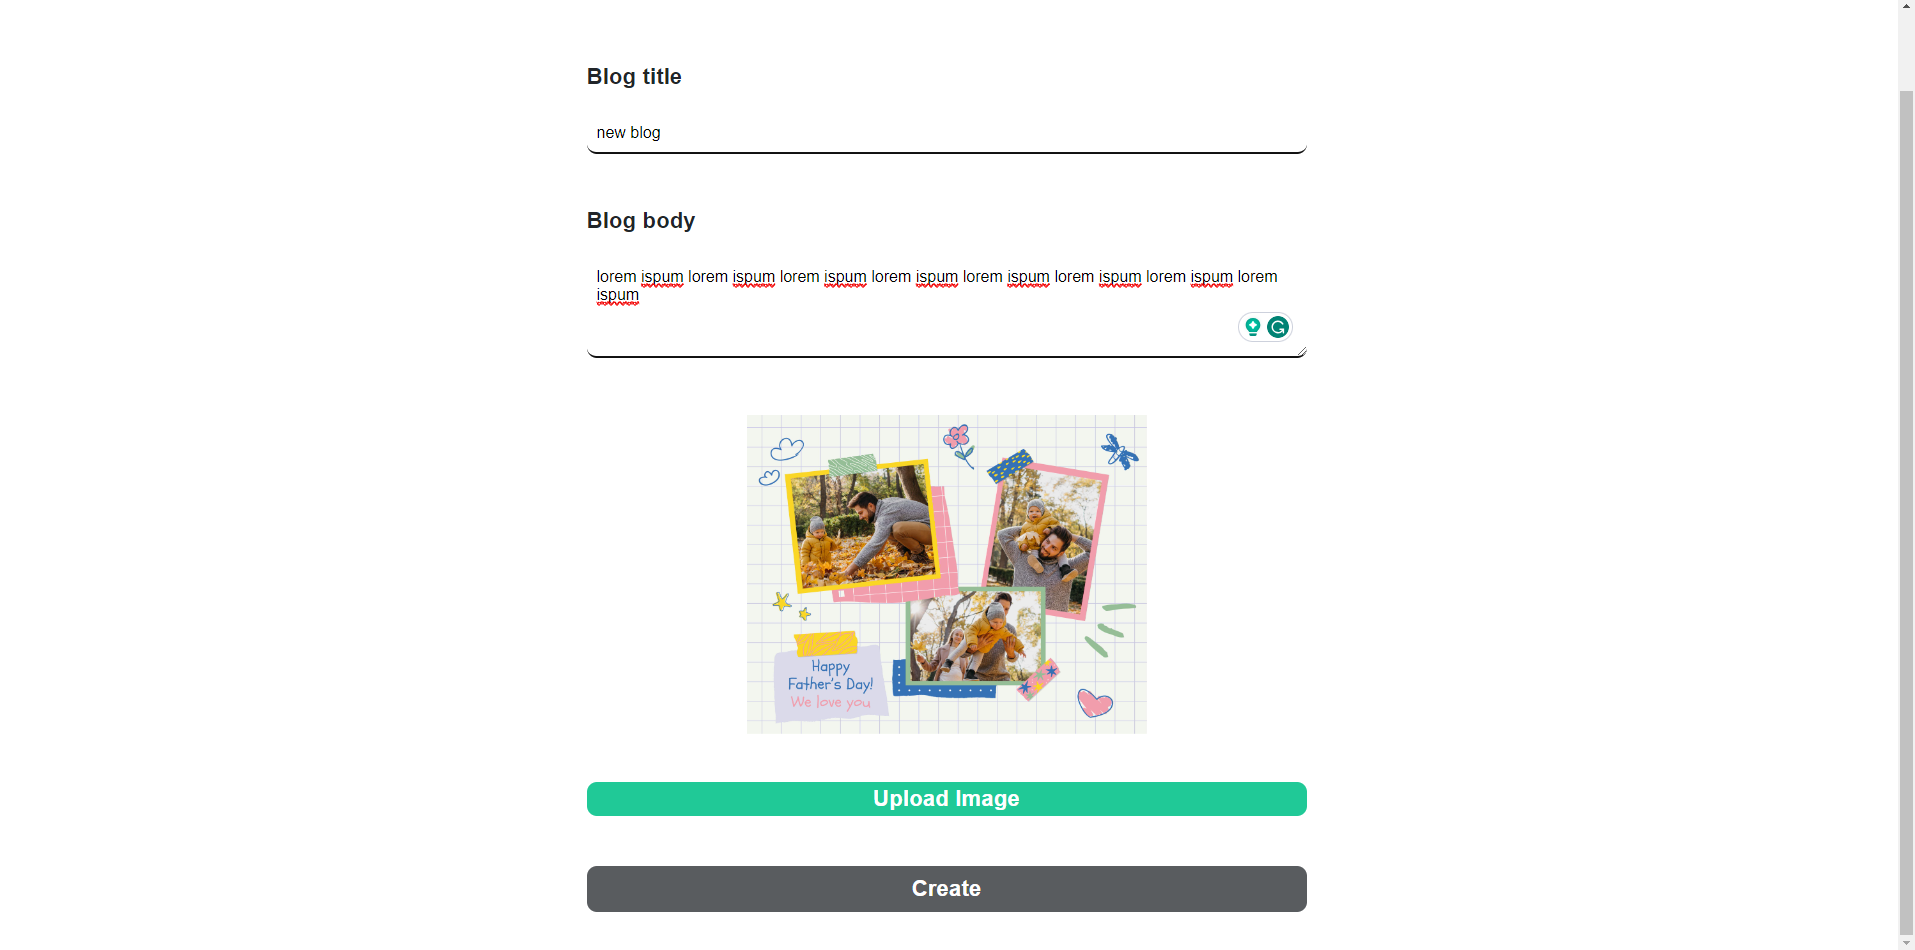 Blog title
new blog
Blog body
lorem ispum lorem ispum lorem ispum lorem ispum lorem ispum lorem ispum lorem ispum lorem
ispum
Happy
Father's Day!
We love you
Upload Image
Create